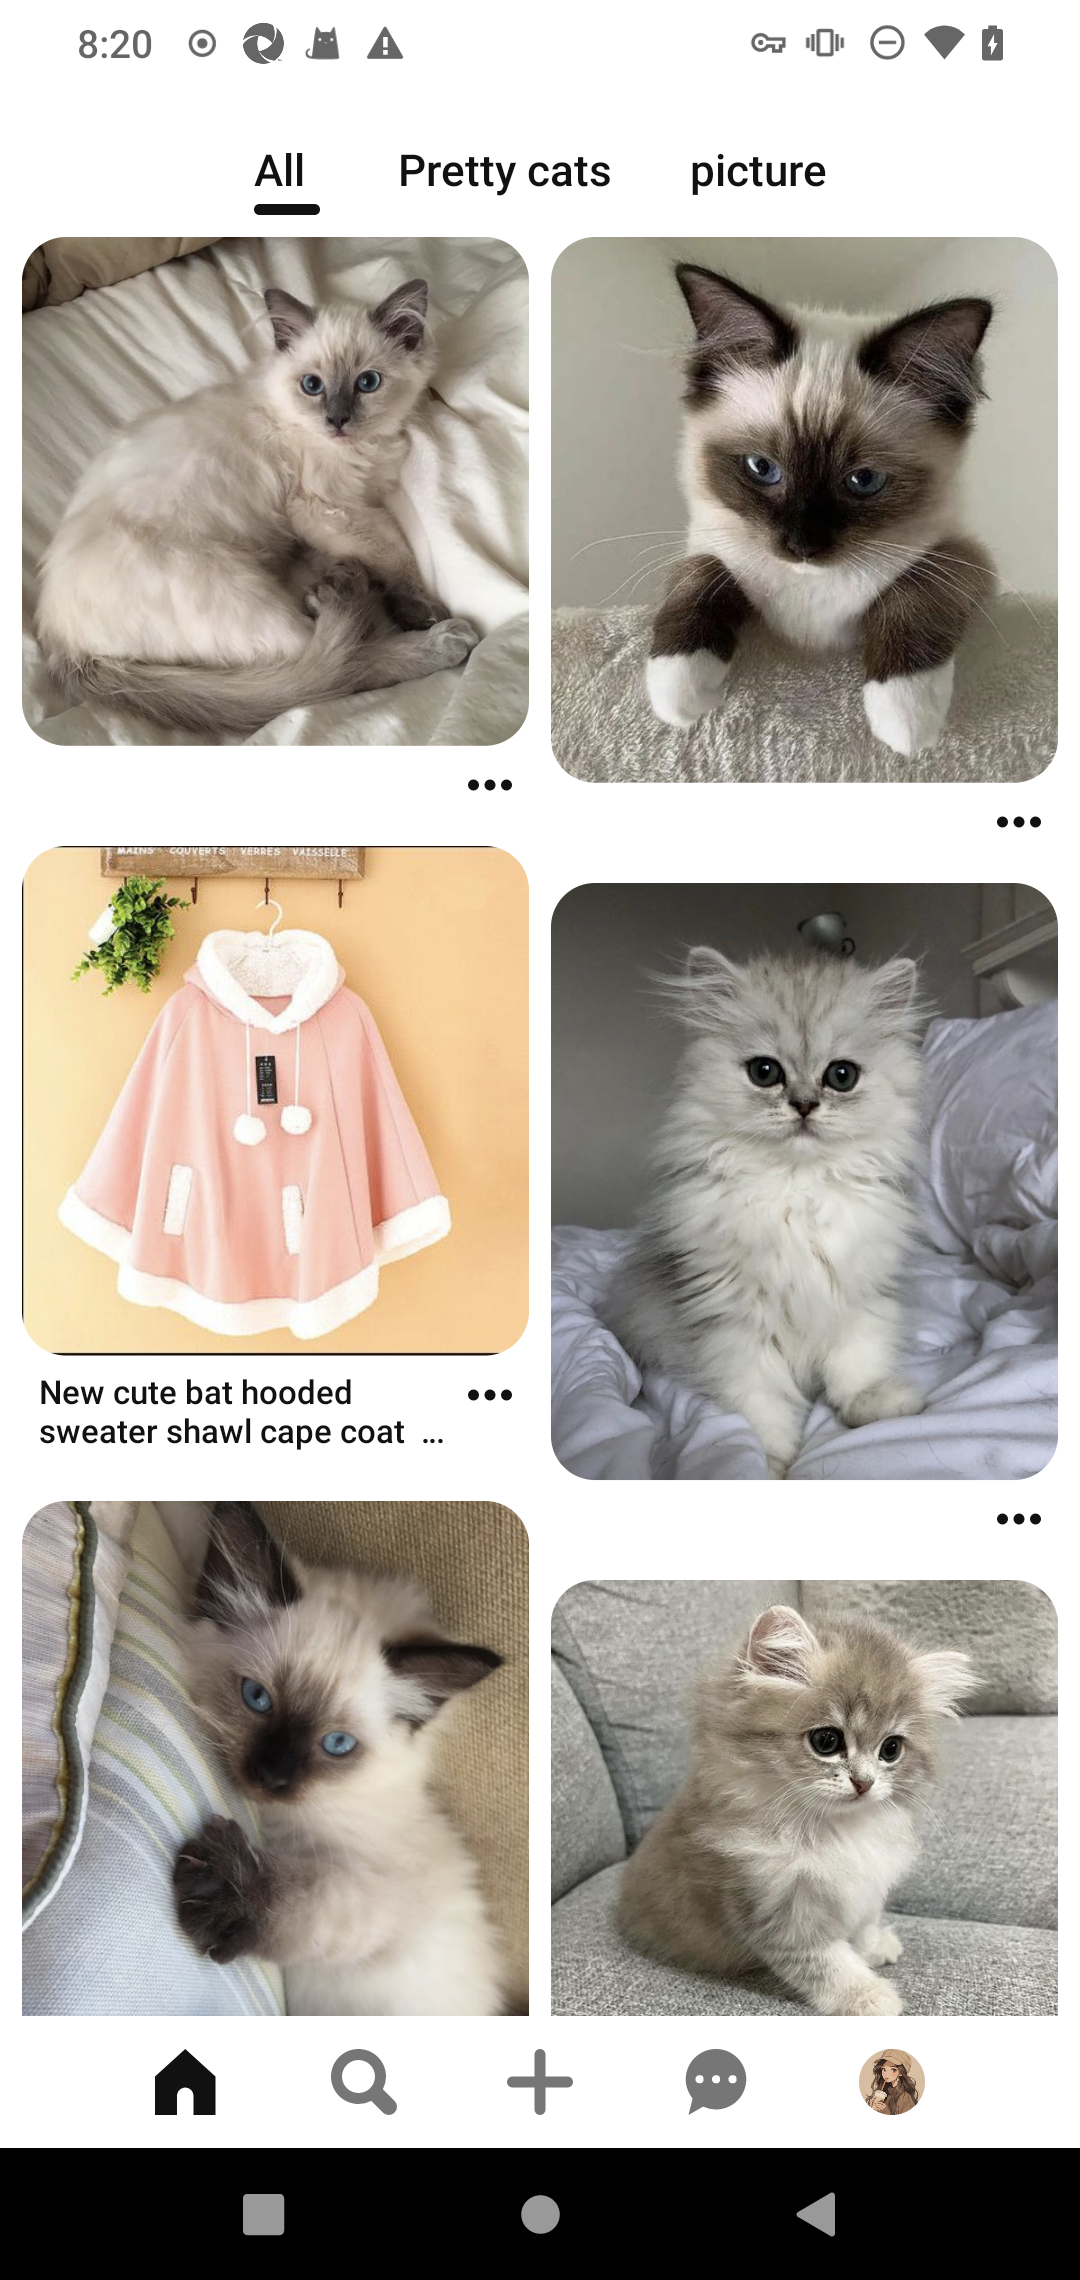 8:20
All Pretty cats picture
MAINS COUVERTS VERRES VAISSELLE
New cute bat hooded
sweater shawl cape coat ...